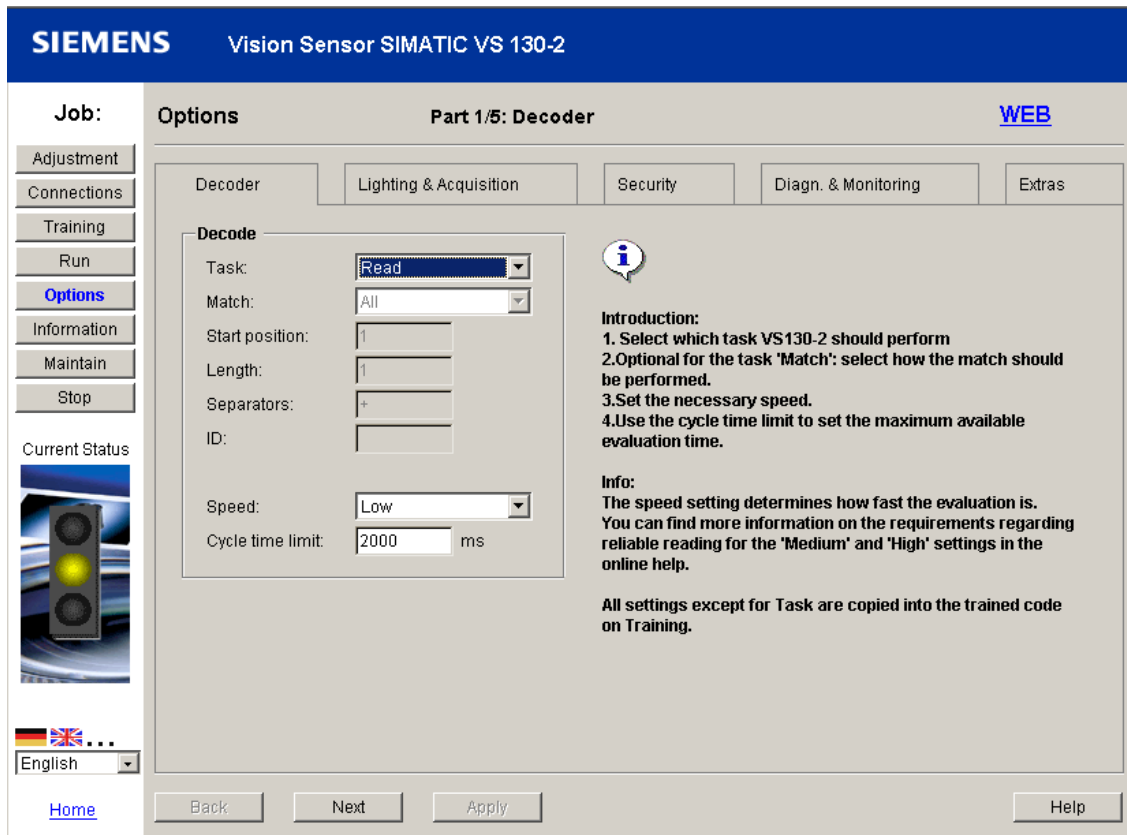 SIEMENS Vision Sensor SIMATIC VS 130-2
Job:
Adjustment
Connections
Training
Run
Options
Information
Maintain
Stop
Current Status
...
English
Home
Options Part 1/5: Decoder WEB
Decoder Lighting & Acquisition Security Diagn. & Monitoring Extras
Decode
Task: Read
Match: All
Start position: 1
Length: 1
Separators: +
ID:
Speed: Low
Cycle time limit: 2000 ms
i
Introduction:
1. Select which task VS130-2 should perform
2.Optional for the task 'Match': select how the match should
be performed.
3.Set the necessary speed.
4.Use the cycle time limit to set the maximum available
evaluation time.
Info:
The speed setting determines how fast the evaluation is.
You can find more information on the requirements regarding
reliable reading for the 'Medium' and 'High' settings in the
online help.
All settings except for Task are copied into the trained code
on Training.
Back Next Apply Help